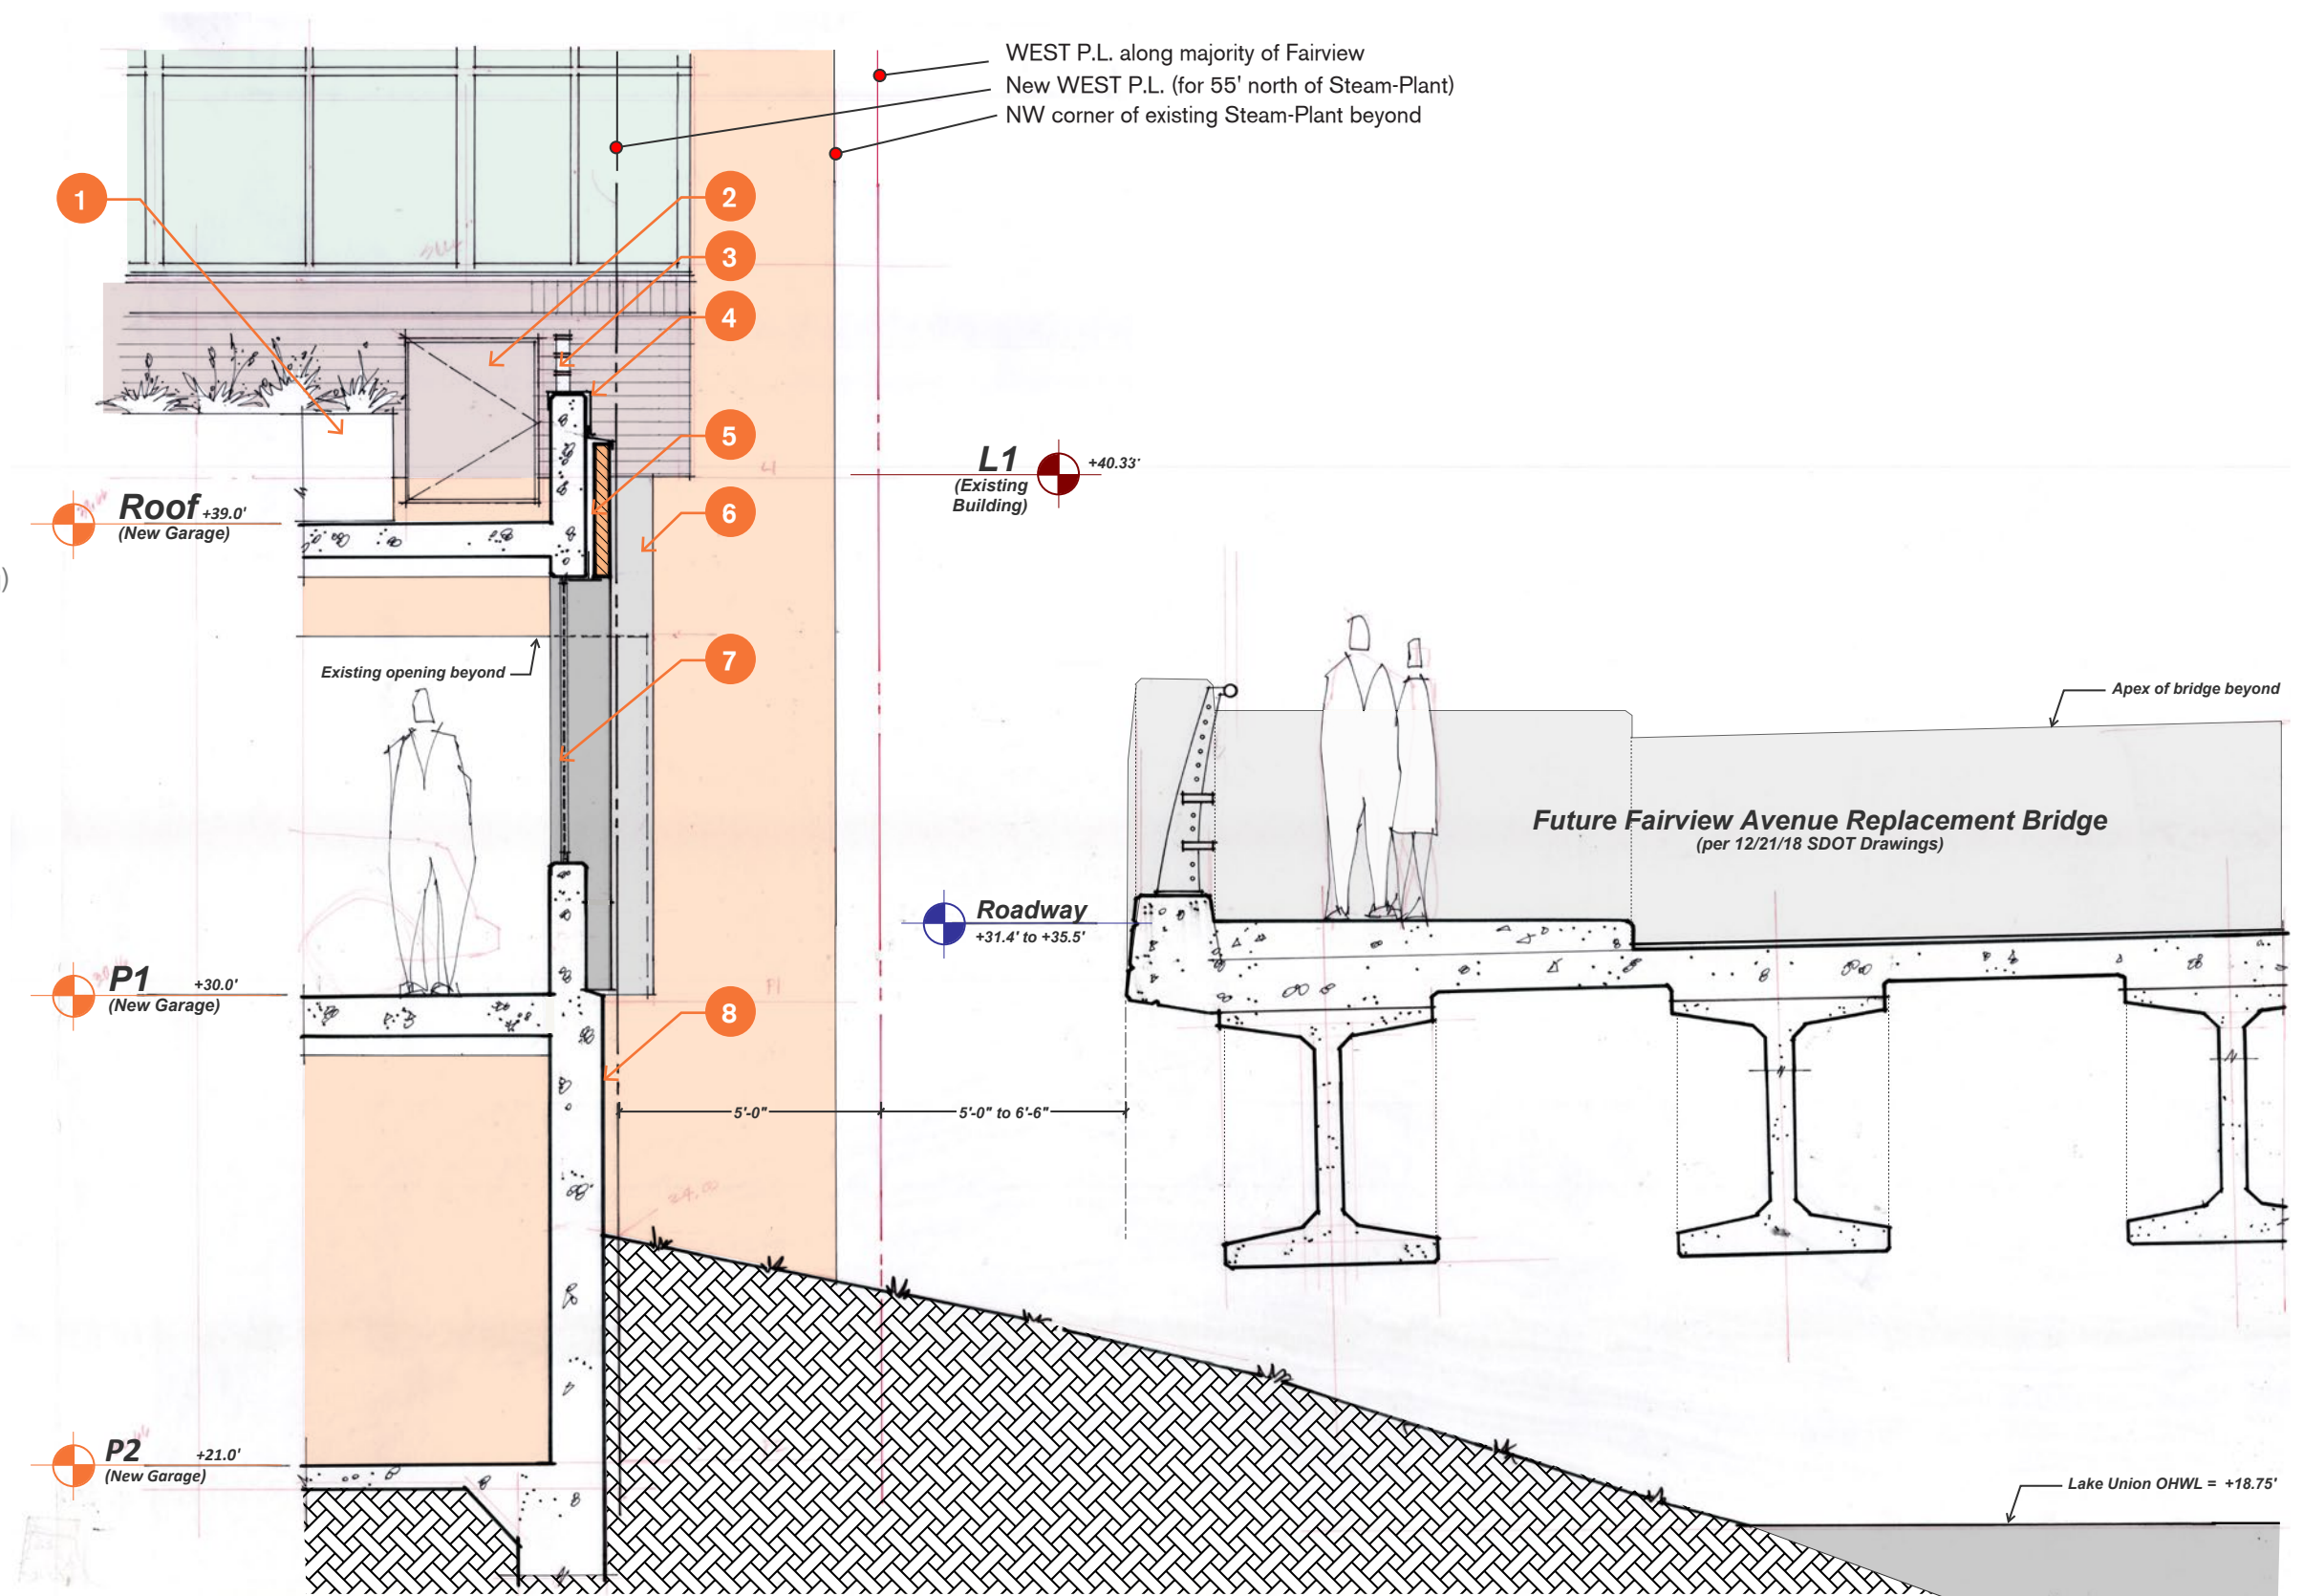 WEST P.L. along majority of Fairview
New WEST P.L. (for 55' north of Steam-Plant)
NW corner of existing Steam-Plant beyond
1
2
3
4
5
6
7
8
L1
(Existing
Building)
+40.33'
Roof +39.0'
(New Garage)
)
Existing opening beyond
Apex of bridge beyond
Future Fairview Avenue Replacement Bridge
(per 12/21/18 SDOT Drawings)
Roadway
+31.4' to +35.5'
P1 +30.0'
(New Garage)
5'-0"
5'-0" to 6'-6"
24.00
P2 +21.0'
(New Garage)
Lake Union OHWL = +18.75'